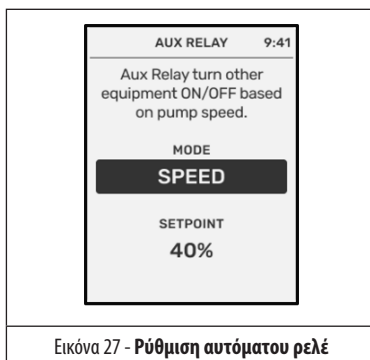 AUX RELAY 9:41
Aux Relay turn other
equipment ON/OFF based
on pump speed.
MODE
SPEED
SETPOINT
40%
Εικόνα 27 - Ρύθμιση αυτόματου ρελέ